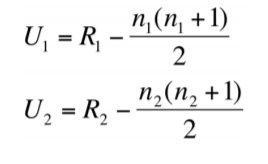 U₁ = R₁ − n₁(n₁ + 1)/2
U₂ = R₂ − n₂(n₂ + 1)/2